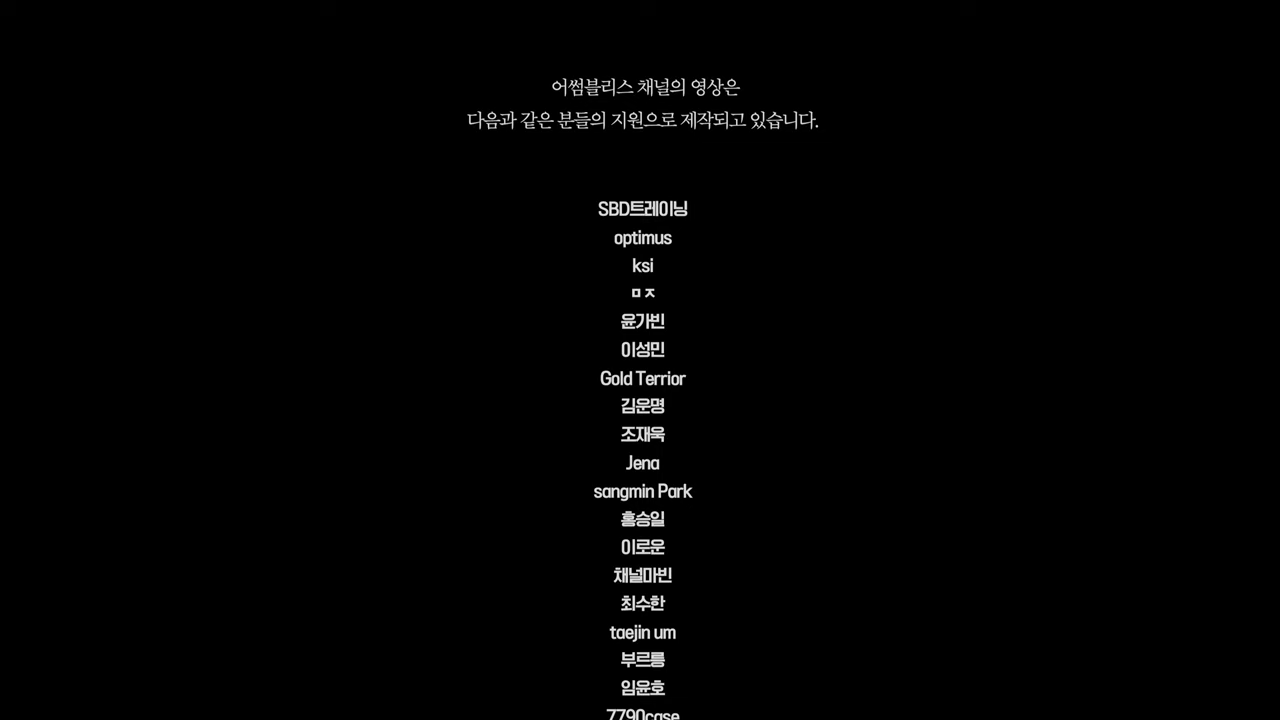 어썸블리스 채널의 영상은
다음과 같은 분들의 지원으로 제작되고 있습니다.
SBD트레이닝
optimus
ksi
ㅁㅈ
윤가빈
이성민
Gold Terrior
김운명
조재욱
Jena
sangmin Park
홍승일
이로운
채널마빈
최수한
taejin um
부르릉
임윤호
7790case